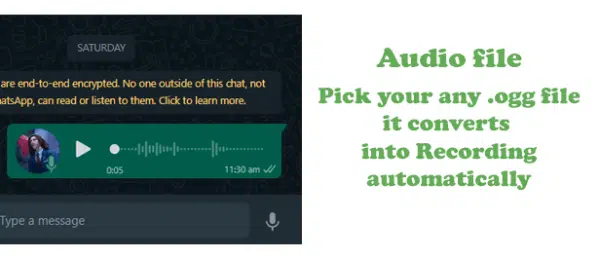 SATURDAY
are end-to-end encrypted. No one outside of this chat, not
hatsApp, can read or listen to them. Click to learn more.
0:05
11:30 am
Type a message
Audio file
Pick your any .ogg file
it converts
into Recording
automatically